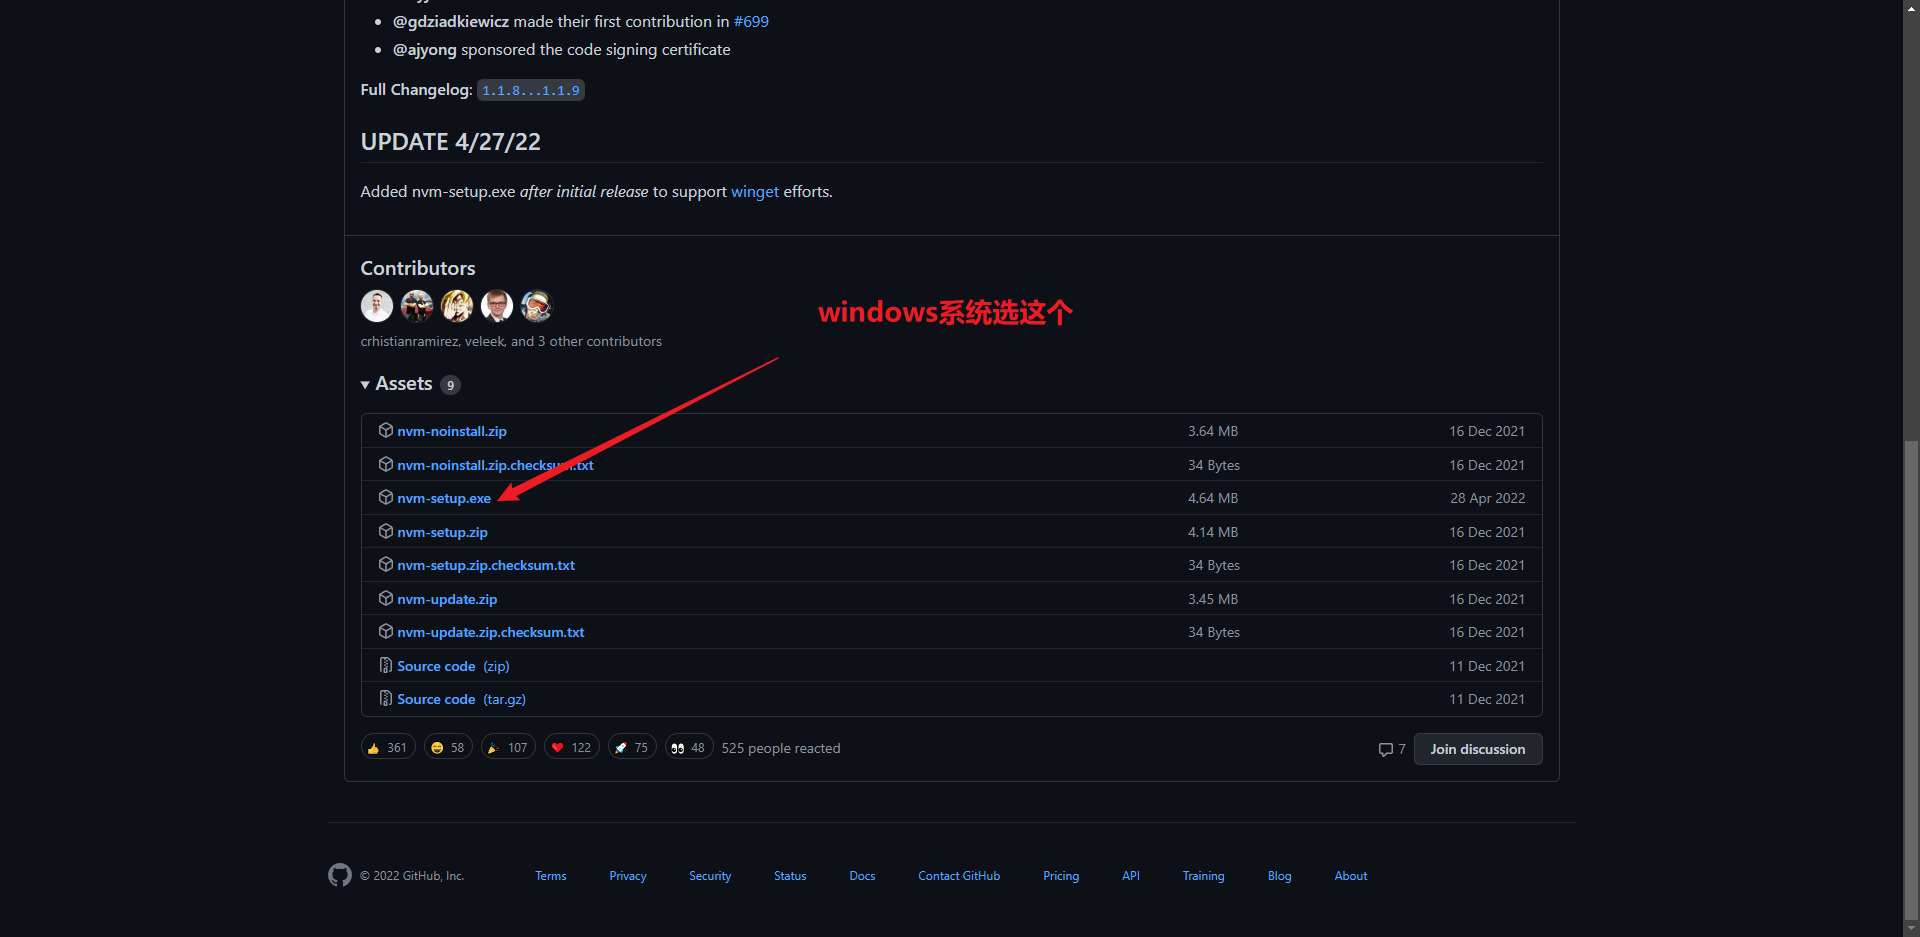 @gdziadkiewicz made their first contribution in #699
@ajyong sponsored the code signing certificate
Full Changelog: 1.1.8...1.1.9
UPDATE 4/27/22
Added nvm-setup.exe after initial release to support winget efforts.
Contributors
windows系统选这个
crhistianramirez, veleek, and 3 other contributors
Assets 9
nvm-noinstall.zip 3.64 MB 16 Dec 2021
nvm-noinstall.zip.checksum.txt 34 Bytes 16 Dec 2021
nvm-setup.exe 4.64 MB 28 Apr 2022
nvm-setup.zip 4.14 MB 16 Dec 2021
nvm-setup.zip.checksum.txt 34 Bytes 16 Dec 2021
nvm-update.zip 3.45 MB 16 Dec 2021
nvm-update.zip.checksum.txt 34 Bytes 16 Dec 2021
Source code (zip) 11 Dec 2021
Source code (tar.gz) 11 Dec 2021
361 58 107 122 75 48 525 people reacted 7 Join discussion
© 2022 GitHub, Inc. Terms Privacy Security Status Docs Contact GitHub Pricing API Training Blog About